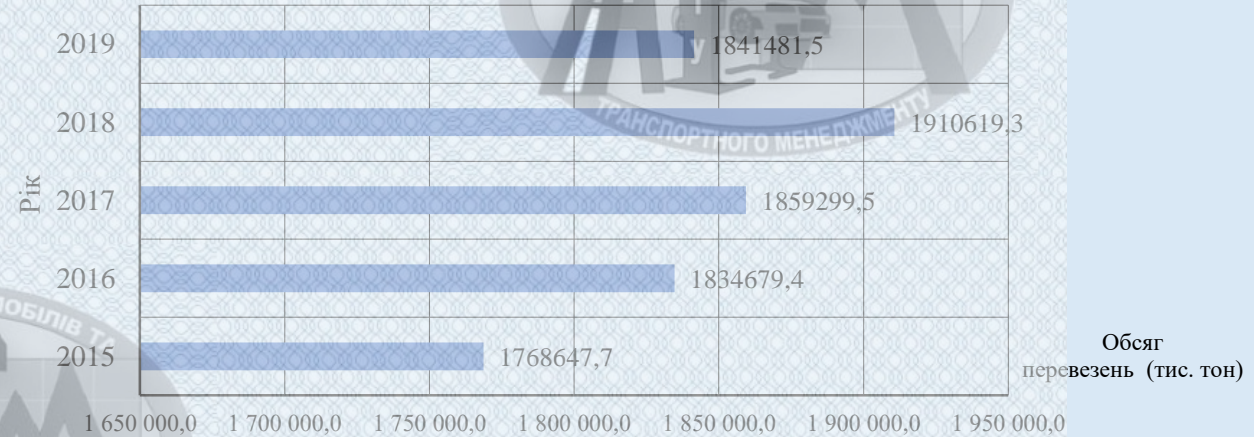 2019
1841481,5
2018
1910619,3
2017
1859299,5
2016
1834679,4
2015
1768647,7
Рік
Обсяг
перевезень (тис. тон)
1 650 000,0 1 700 000,0 1 750 000,0 1 800 000,0 1 850 000,0 1 900 000,0 1 950 000,0
У
ТРАНСПОРТНОГО МЕНЕДЖМЕНТУ
ТА